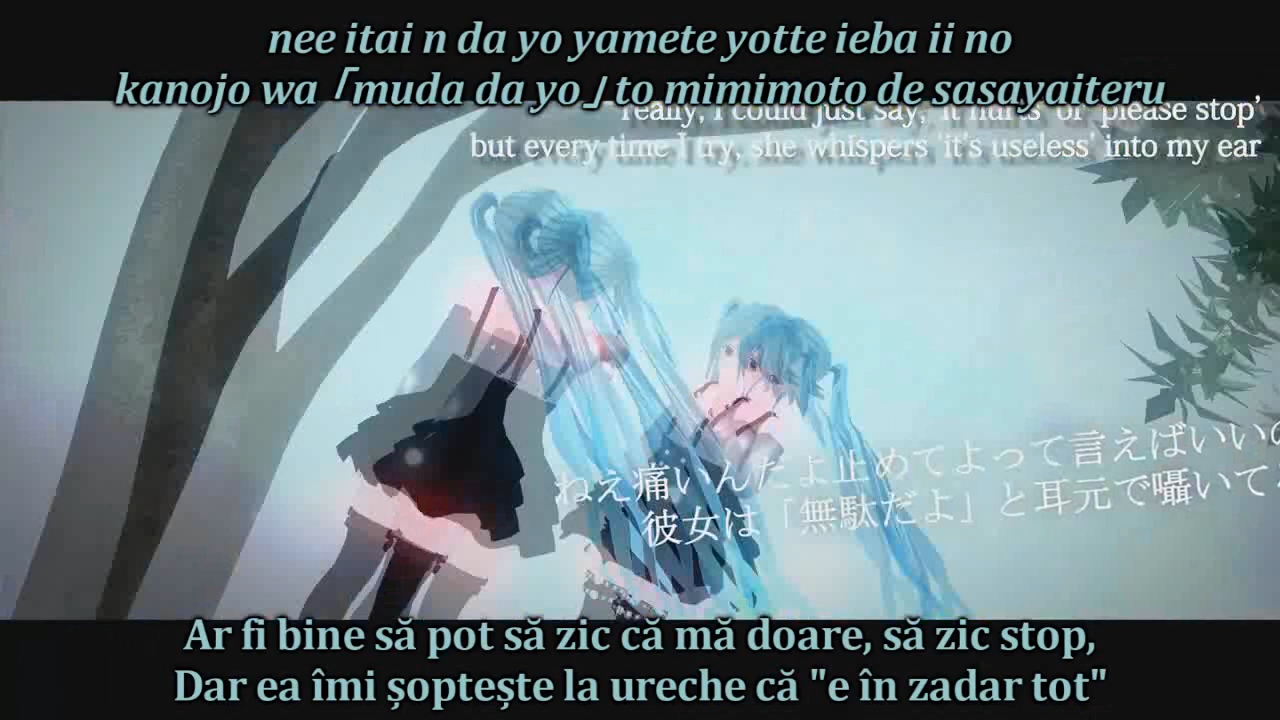 nee itai n da yo yamete yotte ieba ii no
kanojo wa「muda da yo」to mimimoto de sasayaiteru
really, I could just say, 'it hurts' or 'please stop'
but every time I try, she whispers 'it's useless' into my ear
ねえ痛いんだよ止めてよって言えばいいの
彼女は「無駄だよ」と耳元で囁いて
Ar fi bine să pot să zic că mă doare, să zic stop,
Dar ea îmi șoptește la ureche că "e în zadar tot"